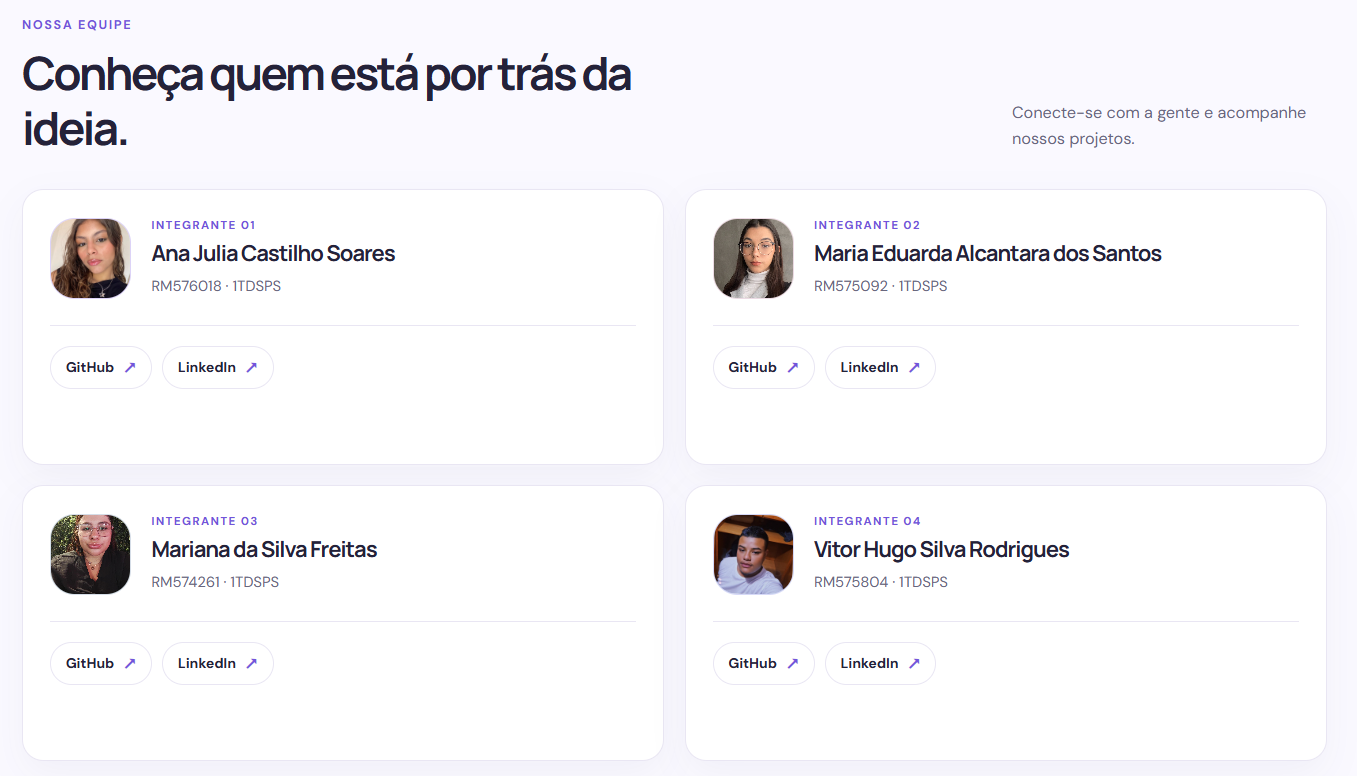 NOSSA EQUIPE
Conheça quem está por trás da
ideia.
Conecte-se com a gente e acompanhe
nossos projetos.
INTEGRANTE 01
Ana Julia Castilho Soares
RM576018 · 1TDSPS
GitHub ↗ LinkedIn ↗
INTEGRANTE 02
Maria Eduarda Alcantara dos Santos
RM575092 · 1TDSPS
GitHub ↗ LinkedIn ↗
INTEGRANTE 03
Mariana da Silva Freitas
RM574261 · 1TDSPS
GitHub ↗ LinkedIn ↗
INTEGRANTE 04
Vitor Hugo Silva Rodrigues
RM575804 · 1TDSPS
GitHub ↗ LinkedIn ↗